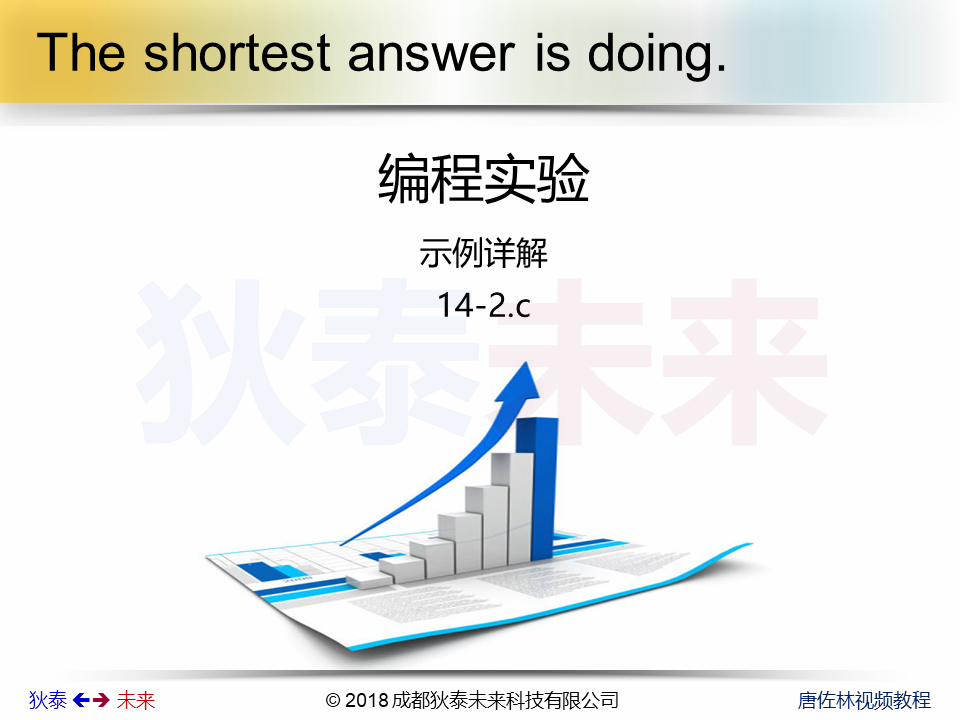 The shortest answer is doing.
编程实验
示例详解
14-2.c
狄泰未来
2009
狄泰 🡸🡺 未来
© 2018 成都狄泰未来科技有限公司
唐佐林视频教程